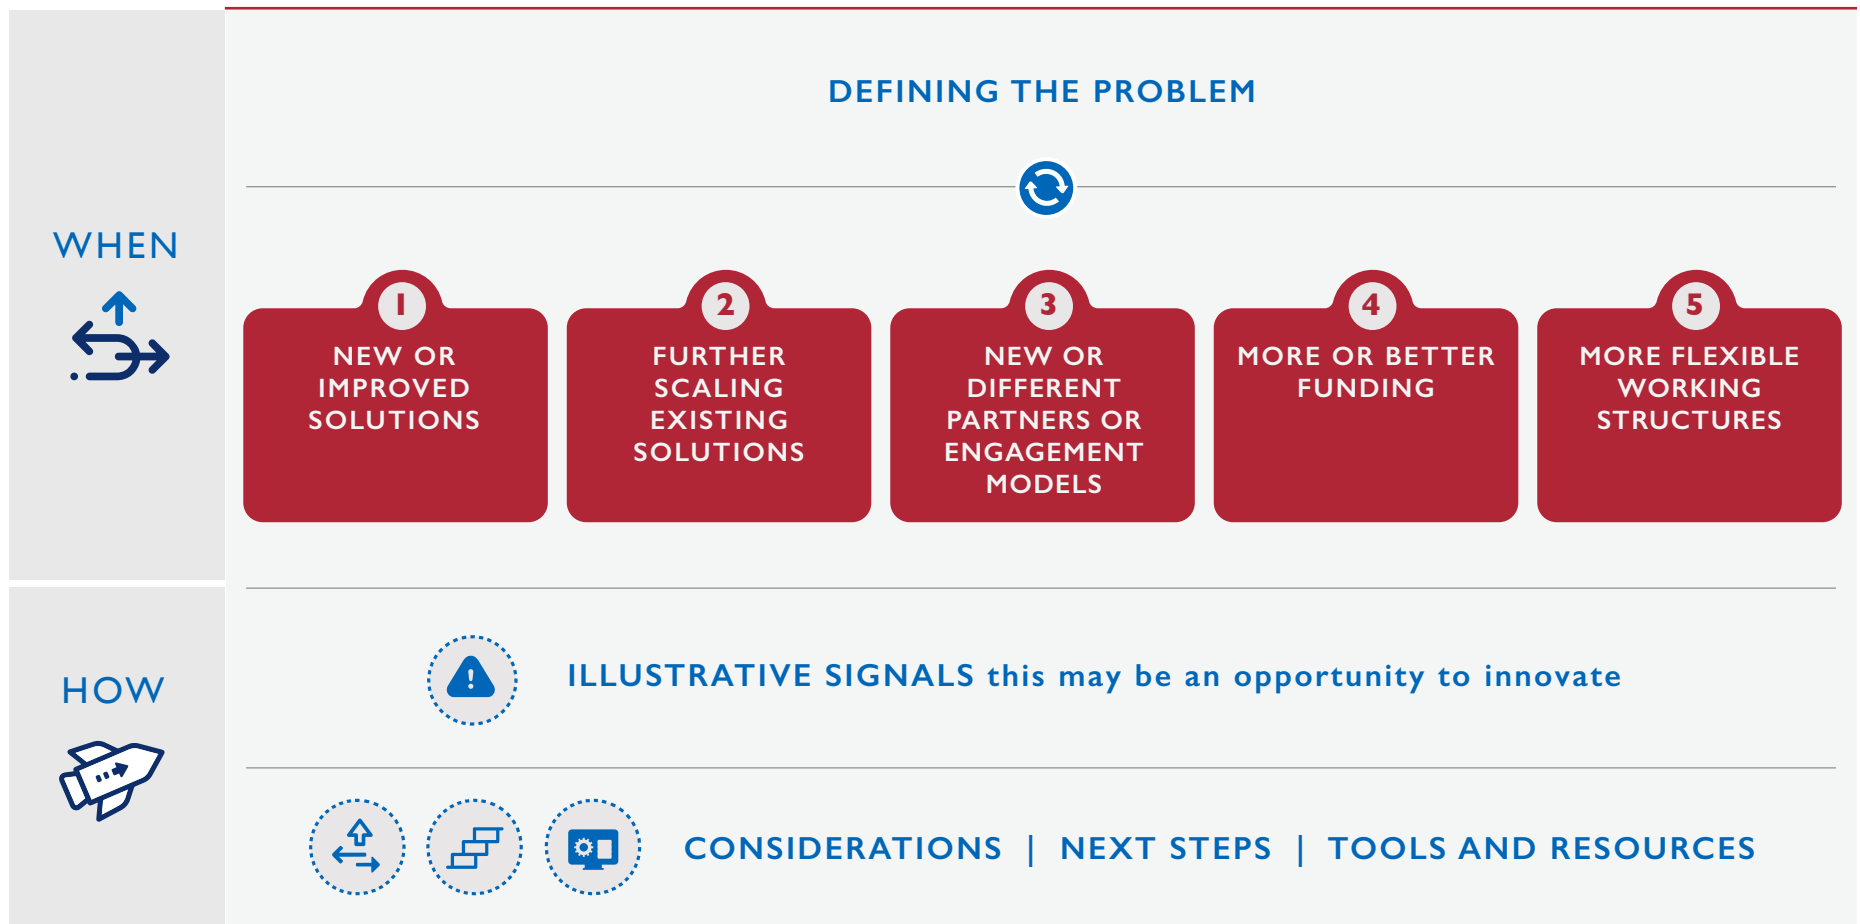 WHEN
DEFINING THE PROBLEM
1
NEW OR
IMPROVED
SOLUTIONS
2
FURTHER
SCALING
EXISTING
SOLUTIONS
3
NEW OR
DIFFERENT
PARTNERS OR
ENGAGEMENT
MODELS
4
MORE OR BETTER
FUNDING
5
MORE FLEXIBLE
WORKING
STRUCTURES
HOW
ILLUSTRATIVE SIGNALS this may be an opportunity to innovate
CONSIDERATIONS | NEXT STEPS | TOOLS AND RESOURCES